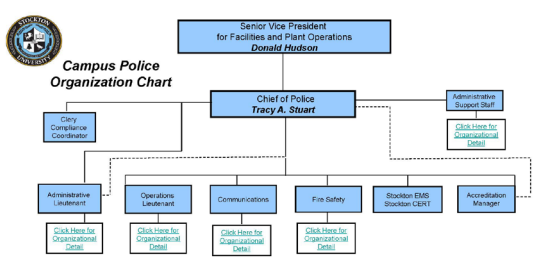 STOCKTON
UNIVERSITY
Campus Police
Organization Chart
Senior Vice President
for Facilities and Plant Operations
Donald Hudson
Chief of Police
Tracy A. Stuart
Clery
Compliance
Coordinator
Administrative
Support Staff
Click Here for
Organizational
Detail
Administrative
Lieutenant
Click Here for
Organizational
Detail
Operations
Lieutenant
Click Here for
Organizational
Detail
Communications
Click Here for
Organizational
Detail
Fire Safety
Click Here for
Organizational
Detail
Stockton EMS
Stockton CERT
Accreditation
Manager